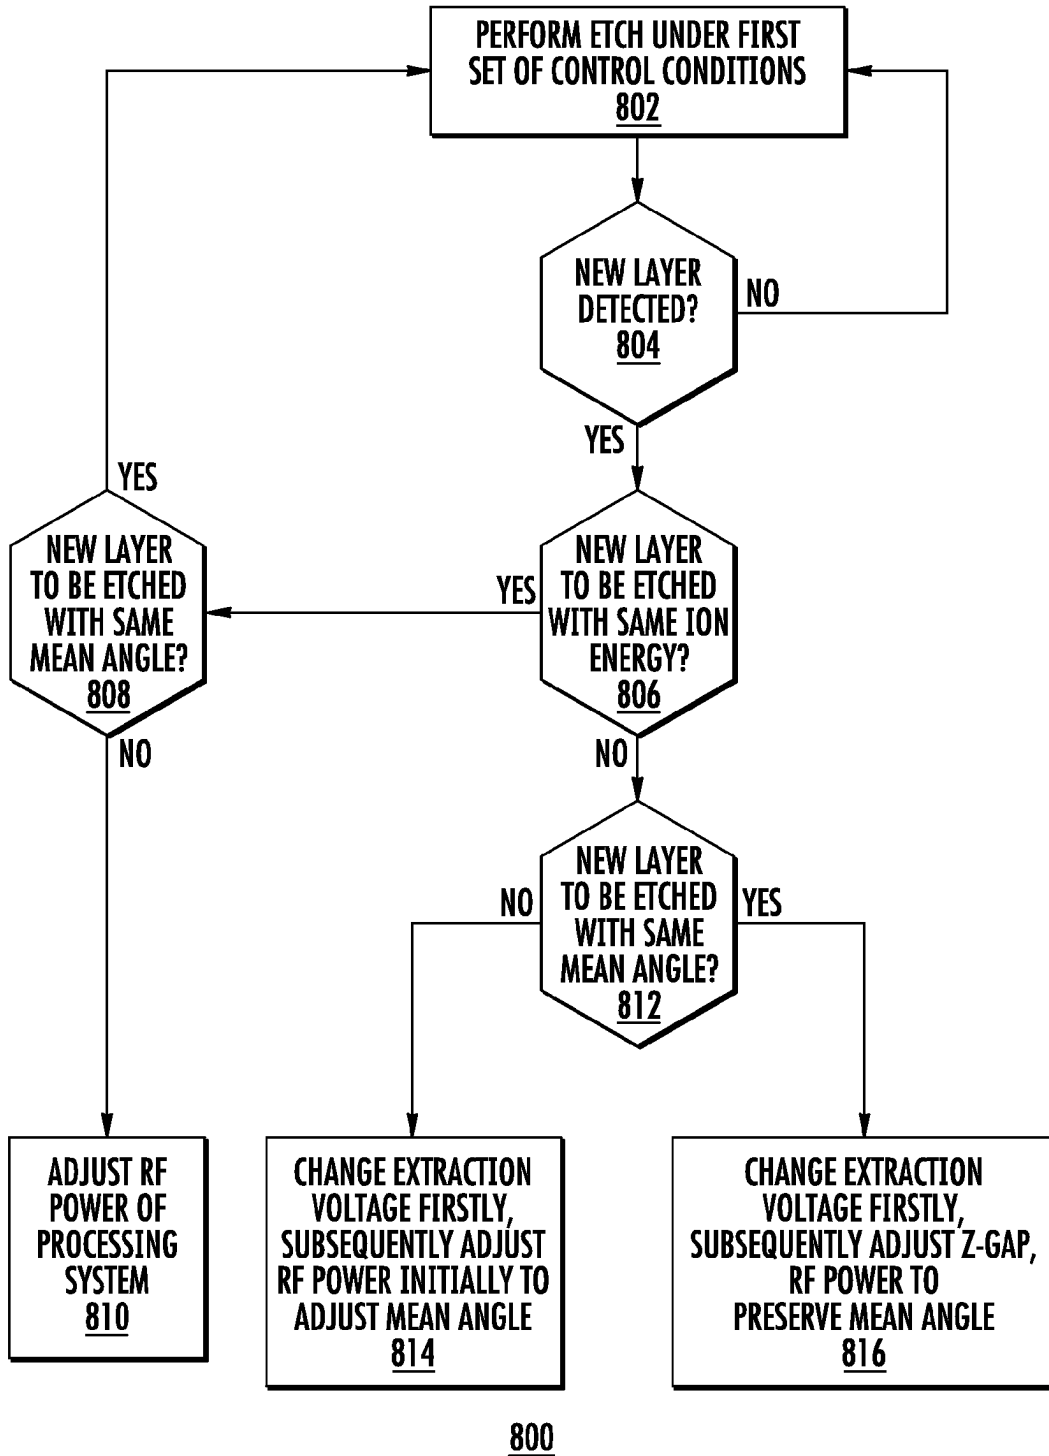 PERFORM ETCH UNDER FIRST
SET OF CONTROL CONDITIONS
802
NEW LAYER
DETECTED?
804
NO
YES
YES
NEW LAYER
TO BE ETCHED
WITH SAME
MEAN ANGLE?
808
YES
NEW LAYER
TO BE ETCHED
WITH SAME ION
ENERGY?
806
NO
NO
NEW LAYER
TO BE ETCHED
WITH SAME
MEAN ANGLE?
812
NO
YES
ADJUST RF
POWER OF
PROCESSING
SYSTEM
810
CHANGE EXTRACTION
VOLTAGE FIRSTLY,
SUBSEQUENTLY ADJUST
RF POWER INITIALLY TO
ADJUST MEAN ANGLE
814
CHANGE EXTRACTION
VOLTAGE FIRSTLY,
SUBSEQUENTLY ADJUST Z-GAP,
RF POWER TO
PRESERVE MEAN ANGLE
816
800